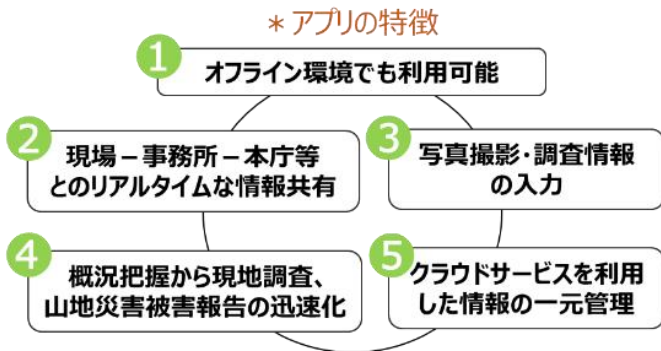 ＊アプリの特徴
1 オフライン環境でも利用可能
2 現場－事務所－本庁等
とのリアルタイムな情報共有
3 写真撮影・調査情報
の入力
4 概況把握から現地調査、
山地災害被害報告の迅速化
5 クラウドサービスを利用
した情報の一元管理